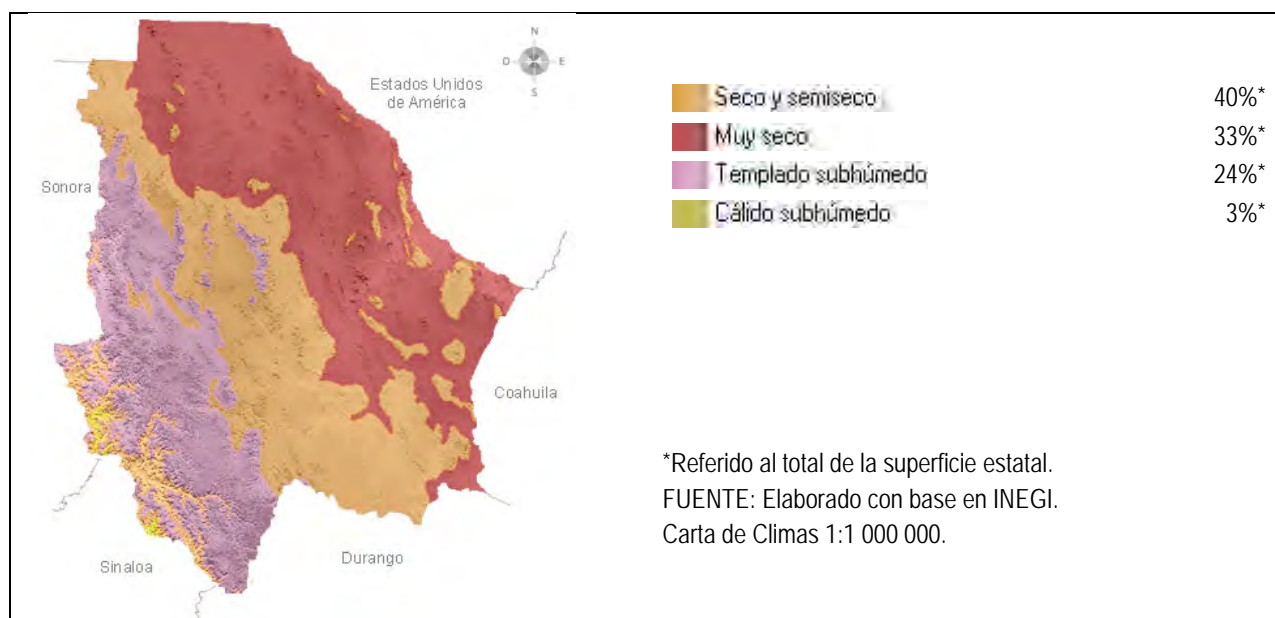 N
O E
S
Estados Unidos
de América
Sonora
Coahuila
Durango
Sinaloa
Seco y semiseco 40%*
Muy seco 33%*
Templado subhúmedo 24%*
Cálido subhúmedo 3%*
*Referido al total de la superficie estatal.
FUENTE: Elaborado con base en INEGI.
Carta de Climas 1:1 000 000.